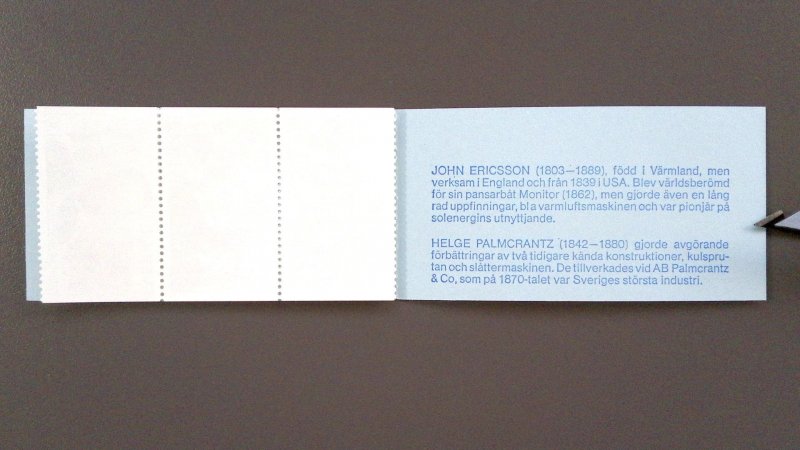 JOHN ERICSSON (1803—1889), född i Värmland, men
verksam i England och från 1839 i USA. Blev världsberömd
för sin pansarbåt Monitor (1862), men gjorde även en lång
rad uppfinningar, bl a varmluftsmaskinen och var pionjär på
solenergins utnyttjande.
HELGE PALMCRANTZ (1842—1880) gjorde avgörande
förbättringar av två tidigare kända konstruktioner, kulspru-
tan och slåttermaskinen. De tillverkades vid AB Palmcrantz
& Co, som på 1870-talet var Sveriges största industri.